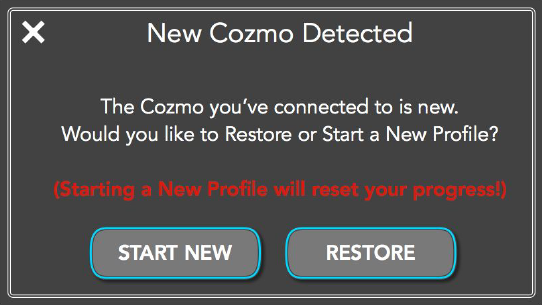 New Cozmo Detected
The Cozmo you've connected to is new.
Would you like to Restore or Start a New Profile?
(Starting a New Profile will reset your progress!)
START NEW
RESTORE